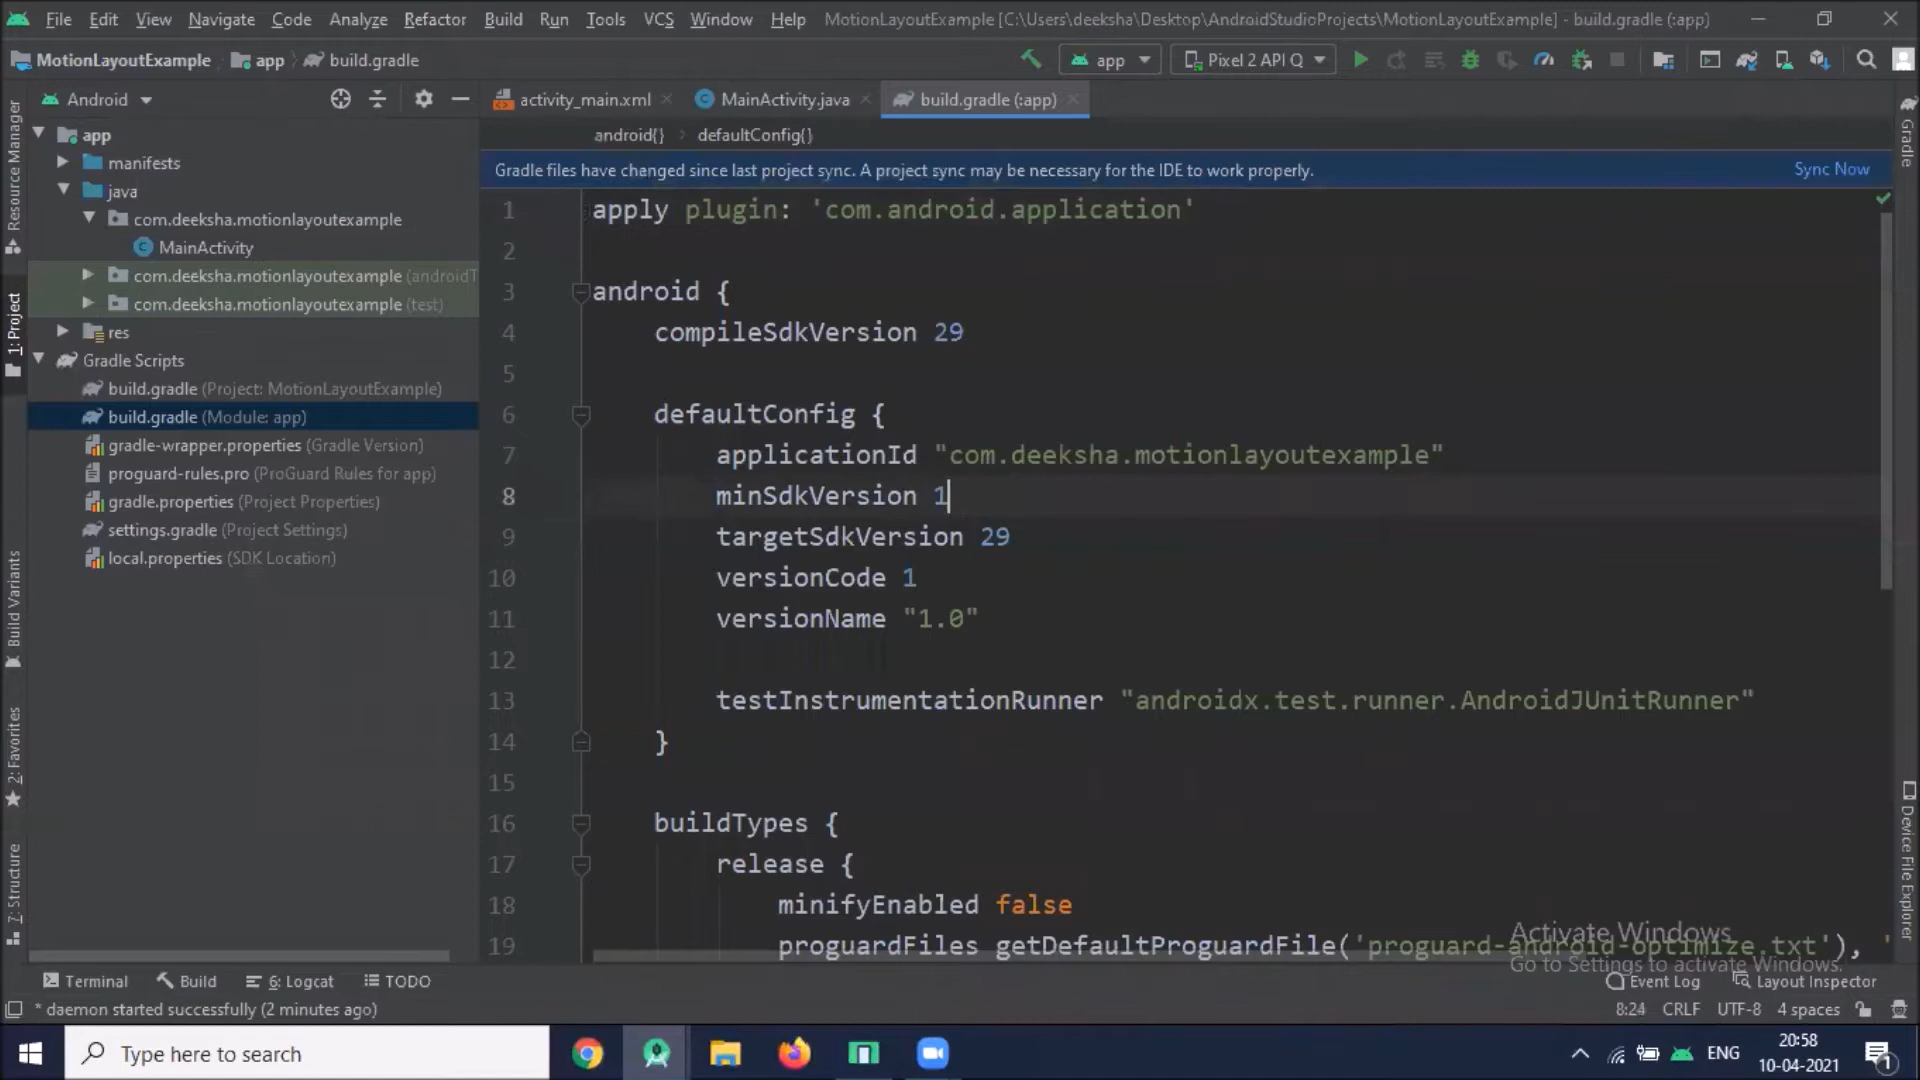 File Edit View Navigate Code Analyze Refactor Build Run Tools VCS Window Help MotionLayoutExample [C:\Users\deeksha\Desktop\AndroidStudioProjects\MotionLayoutExample] - build.gradle (:app)
MotionLayoutExample app build.gradle app Pixel 2 API Q
Android activity_main.xml MainActivity.java build.gradle (:app)
android{} defaultConfig{}
Gradle files have changed since last project sync. A project sync may be necessary for the IDE to work properly. Sync Now
Resource Manager
1: Project
Build Variants
2: Favorites
7: Structure
app
manifests
java
com.deeksha.motionlayoutexample
MainActivity
com.deeksha.motionlayoutexample (androidT
com.deeksha.motionlayoutexample (test)
res
Gradle Scripts
build.gradle (Project: MotionLayoutExample)
build.gradle (Module: app)
gradle-wrapper.properties (Gradle Version)
proguard-rules.pro (ProGuard Rules for app)
gradle.properties (Project Properties)
settings.gradle (Project Settings)
local.properties (SDK Location)
1 apply plugin: 'com.android.application'
2
3 android {
4 compileSdkVersion 29
5
6 defaultConfig {
7 applicationId "com.deeksha.motionlayoutexample"
8 minSdkVersion 1
9 targetSdkVersion 29
10 versionCode 1
11 versionName "1.0"
12
13 testInstrumentationRunner "androidx.test.runner.AndroidJUnitRunner"
14 }
15
16 buildTypes {
17 release {
18 minifyEnabled false
19 proguardFiles getDefaultProguardFile('proguard-android-optimize.txt'), '
Gradle
Device File Explorer
Activate Windows
Go to Settings to activate Windows.
Terminal Build 6: Logcat TODO Event Log Layout Inspector
* daemon started successfully (2 minutes ago) 8:24 CRLF UTF-8 4 spaces
Type here to search ENG 20:58
10-04-2021 1